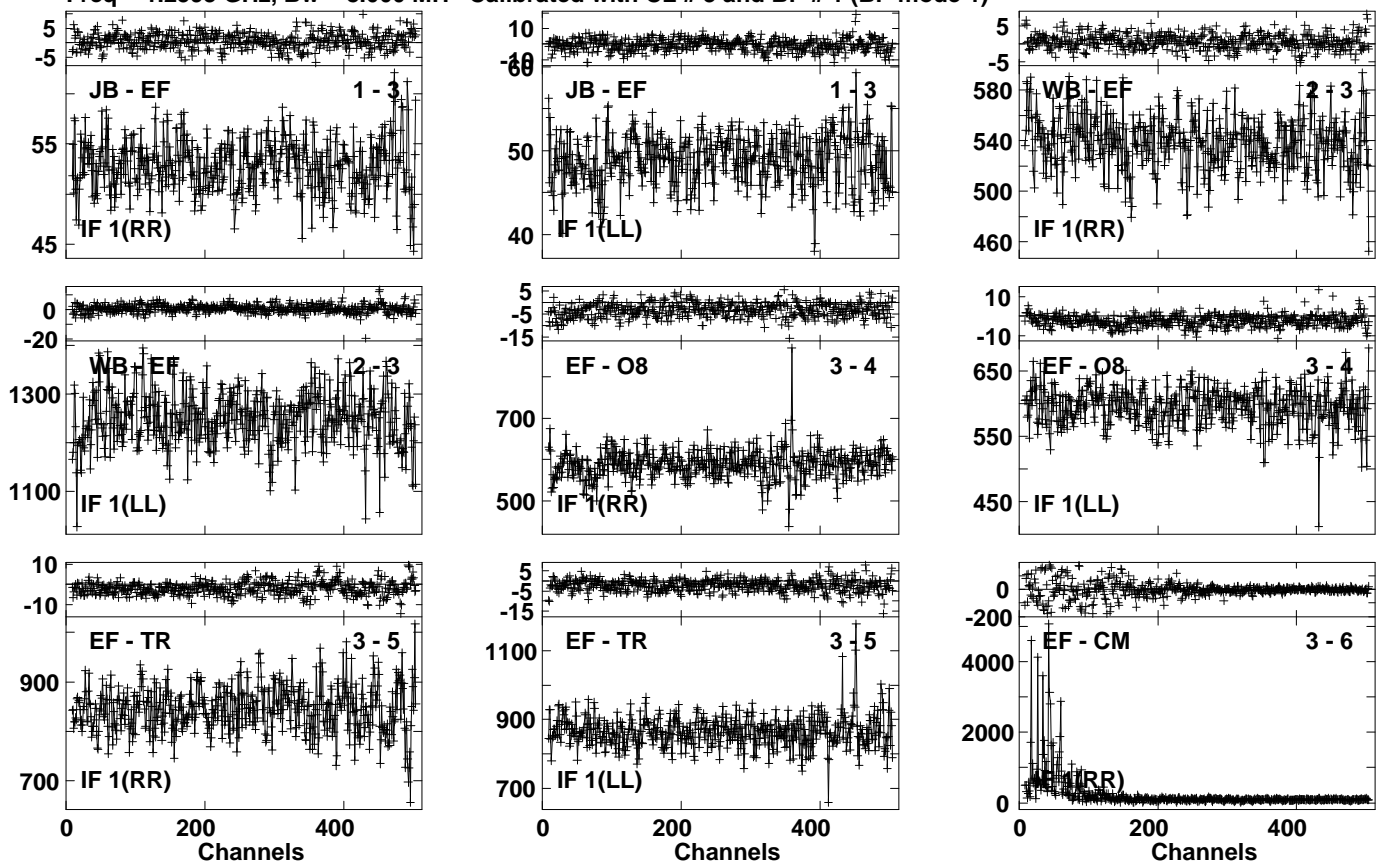 5 10 5
-5 -10 -5
JB - EF 1 - 3 60 JB - EF 1 - 3 580 WB - EF 2 - 3
55 50 540
500
45 IF 1(RR) 40 IF 1(LL) 460 IF 1(RR)
0 5 10
-20 -5 -10
-15
WB - EF 2 - 3 EF - O8 3 - 4 650 EF - O8 3 - 4
1300 700 550
1100 IF 1(LL) 500 IF 1(RR) 450 IF 1(LL)
10 5 0
-10 -5 -200
-15
EF - TR 3 - 5 1100 EF - TR 3 - 5 4000 EF - CM 3 - 6
900 900 2000
700 IF 1(RR) 700 IF 1(LL) 0 IF 1(RR)
0 200 400 0 200 400 0 200 400
Channels Channels Channels